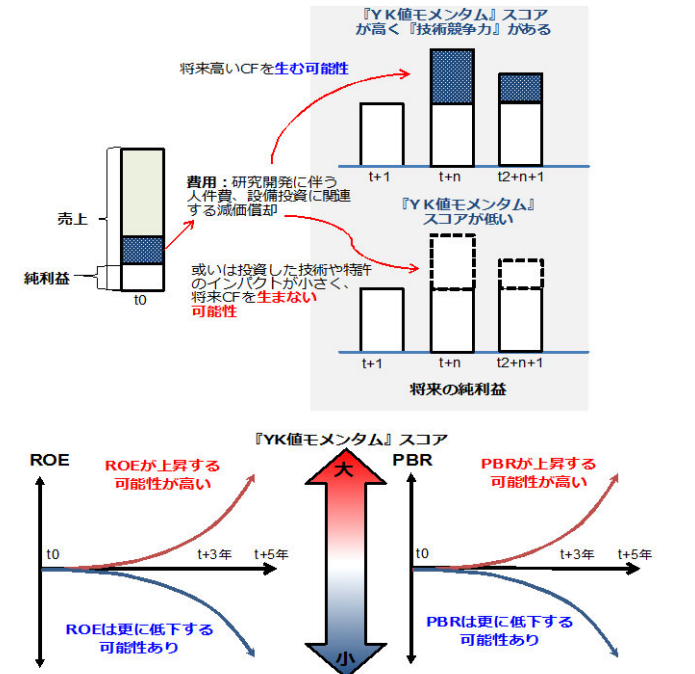 『ＹＫ値モメンタム』スコア
が高く『技術競争力』がある
将来高いCFを生む可能性
t+1
t+n
t2+n+1
費用：研究開発に伴う
人件費、設備投資に関連
する減価償却
売上
純利益
t0
『ＹＫ値モメンタム』
スコアが低い
或いは投資した技術や特許
のインパクトが小さく、
将来CFを生まない
可能性
t+1
t+n
t2+n+1
将来の純利益
『YK値モメンタム』スコア
ROE
ROEが上昇する
可能性が高い
t0
t+3年
t+5年
ROEは更に低下する
可能性あり
大
小
PBR
PBRが上昇する
可能性が高い
t0
t+3年
t+5年
PBRは更に低下する
可能性あり